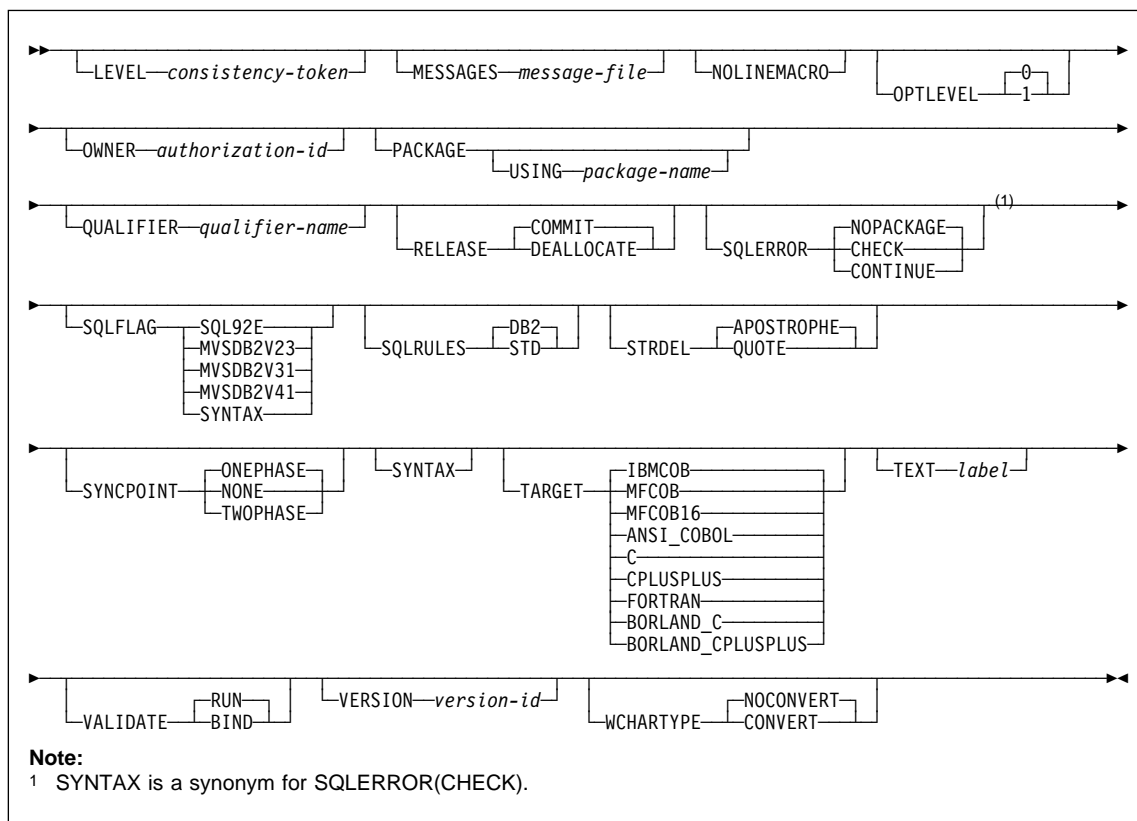 LEVEL consistency-token MESSAGES message-file NOLINEMACRO 0
OPTLEVEL 1
OWNER authorization-id PACKAGE
USING package-name
(1)
QUALIFIER qualifier-name COMMIT NOPACKAGE
RELEASE DEALLOCATE SQLERROR CHECK
CONTINUE
SQLFLAG SQL92E DB2 APOSTROPHE
MVSDB2V23 SQLRULES STD STRDEL QUOTE
MVSDB2V31
MVSDB2V41
SYNTAX
ONEPHASE SYNTAX IBMCOB TEXT label
SYNCPOINT NONE TARGET MFCOB
TWOPHASE MFCOB16
ANSI_COBOL
C
CPLUSPLUS
FORTRAN
BORLAND_C
BORLAND_CPLUSPLUS
RUN VERSION version-id NOCONVERT
VALIDATE BIND WCHARTYPE CONVERT
Note:
1 SYNTAX is a synonym for SQLERROR(CHECK).